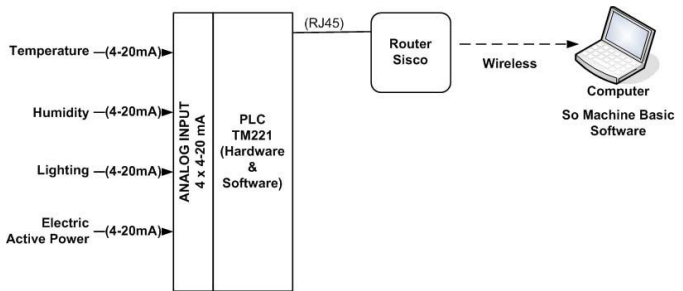 Temperature (4-20mA)
Humidity (4-20mA)
Lighting (4-20mA)
Electric
Active Power (4-20mA)
ANALOG INPUT
4 x 4-20 mA
PLC
TM221
(Hardware
&
Software)
(RJ45)
Router
Sisco
Wireless
Computer
So Machine Basic
Software